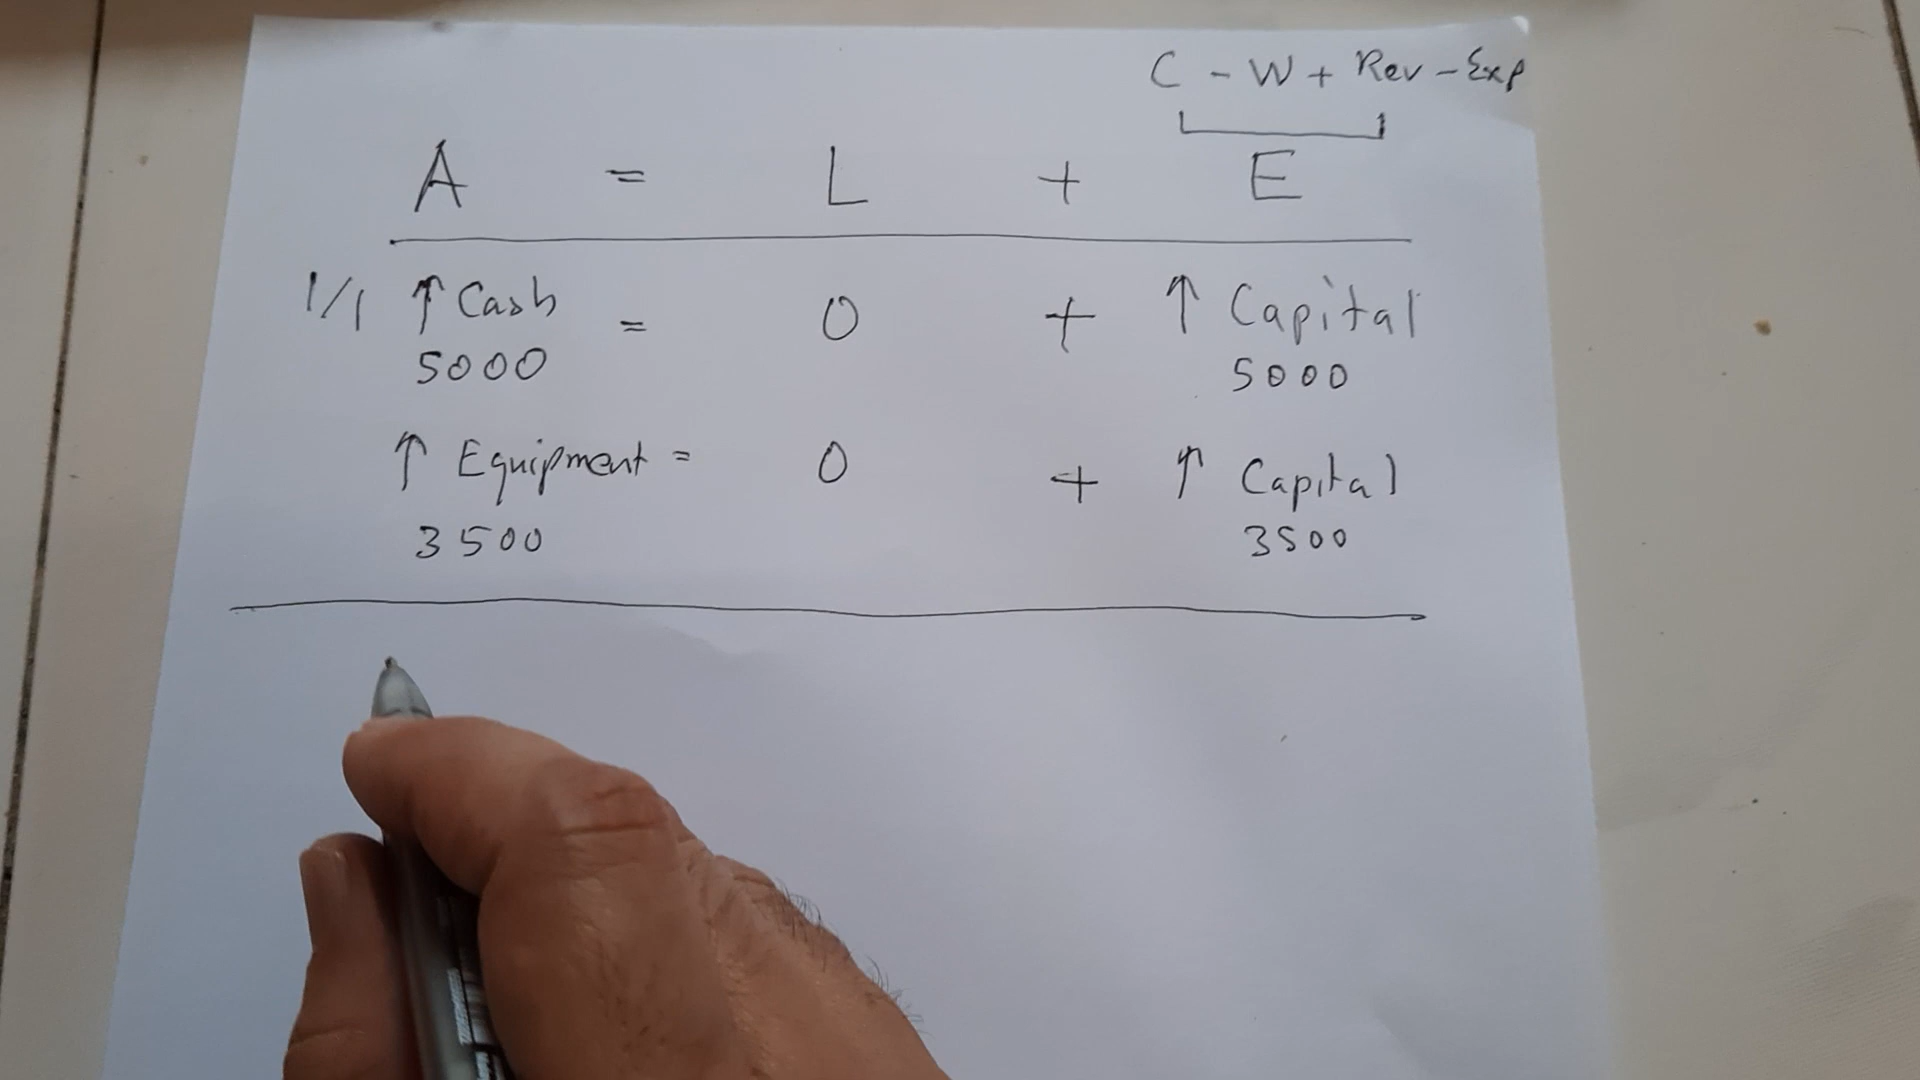 C - W + Rev - Exp
A = L + E
1/1 ↑ Cash = 0 + ↑ Capital
5000 5000
↑ Equipment = 0 + ↑ Capital
3500 3500